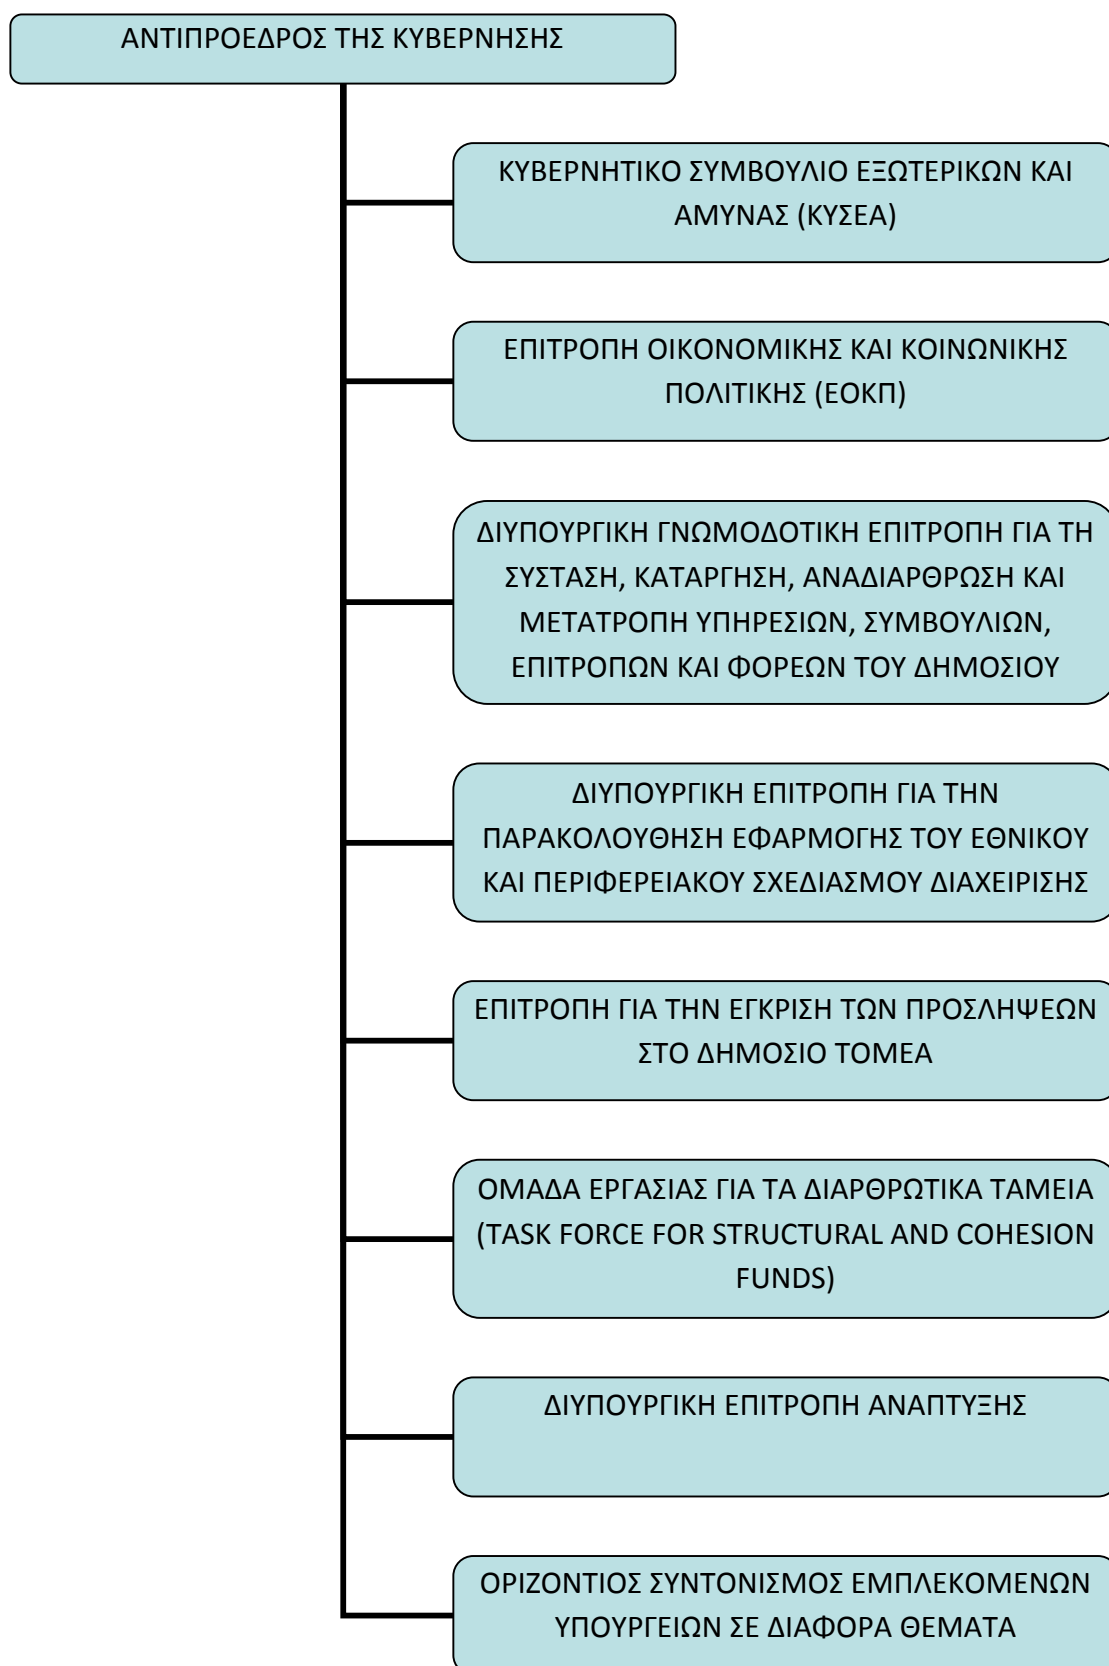 ΑΝΤΙΠΡΟΕΔΡΟΣ ΤΗΣ ΚΥΒΕΡΝΗΣΗΣ
ΚΥΒΕΡΝΗΤΙΚΟ ΣΥΜΒΟΥΛΙΟ ΕΞΩΤΕΡΙΚΩΝ ΚΑΙ
ΑΜΥΝΑΣ (ΚΥΣΕΑ)
ΕΠΙΤΡΟΠΗ ΟΙΚΟΝΟΜΙΚΗΣ ΚΑΙ ΚΟΙΝΩΝΙΚΗΣ
ΠΟΛΙΤΙΚΗΣ (ΕΟΚΠ)
ΔΙΥΠΟΥΡΓΙΚΗ ΓΝΩΜΟΔΟΤΙΚΗ ΕΠΙΤΡΟΠΗ ΓΙΑ ΤΗ
ΣΥΣΤΑΣΗ, ΚΑΤΑΡΓΗΣΗ, ΑΝΑΔΙΑΡΘΡΩΣΗ ΚΑΙ
ΜΕΤΑΤΡΟΠΗ ΥΠΗΡΕΣΙΩΝ, ΣΥΜΒΟΥΛΙΩΝ,
ΕΠΙΤΡΟΠΩΝ ΚΑΙ ΦΟΡΕΩΝ ΤΟΥ ΔΗΜΟΣΙΟΥ
ΔΙΥΠΟΥΡΓΙΚΗ ΕΠΙΤΡΟΠΗ ΓΙΑ ΤΗΝ
ΠΑΡΑΚΟΛΟΥΘΗΣΗ ΕΦΑΡΜΟΓΗΣ ΤΟΥ ΕΘΝΙΚΟΥ
ΚΑΙ ΠΕΡΙΦΕΡΕΙΑΚΟΥ ΣΧΕΔΙΑΣΜΟΥ ΔΙΑΧΕΙΡΙΣΗΣ
ΕΠΙΤΡΟΠΗ ΓΙΑ ΤΗΝ ΕΓΚΡΙΣΗ ΤΩΝ ΠΡΟΣΛΗΨΕΩΝ
ΣΤΟ ΔΗΜΟΣΙΟ ΤΟΜΕΑ
ΟΜΑΔΑ ΕΡΓΑΣΙΑΣ ΓΙΑ ΤΑ ΔΙΑΡΘΡΩΤΙΚΑ ΤΑΜΕΙΑ
(TASK FORCE FOR STRUCTURAL AND COHESION
FUNDS)
ΔΙΥΠΟΥΡΓΙΚΗ ΕΠΙΤΡΟΠΗ ΑΝΑΠΤΥΞΗΣ
ΟΡΙΖΟΝΤΙΟΣ ΣΥΝΤΟΝΙΣΜΟΣ ΕΜΠΛΕΚΟΜΕΝΩΝ
ΥΠΟΥΡΓΕΙΩΝ ΣΕ ΔΙΑΦΟΡΑ ΘΕΜΑΤΑ